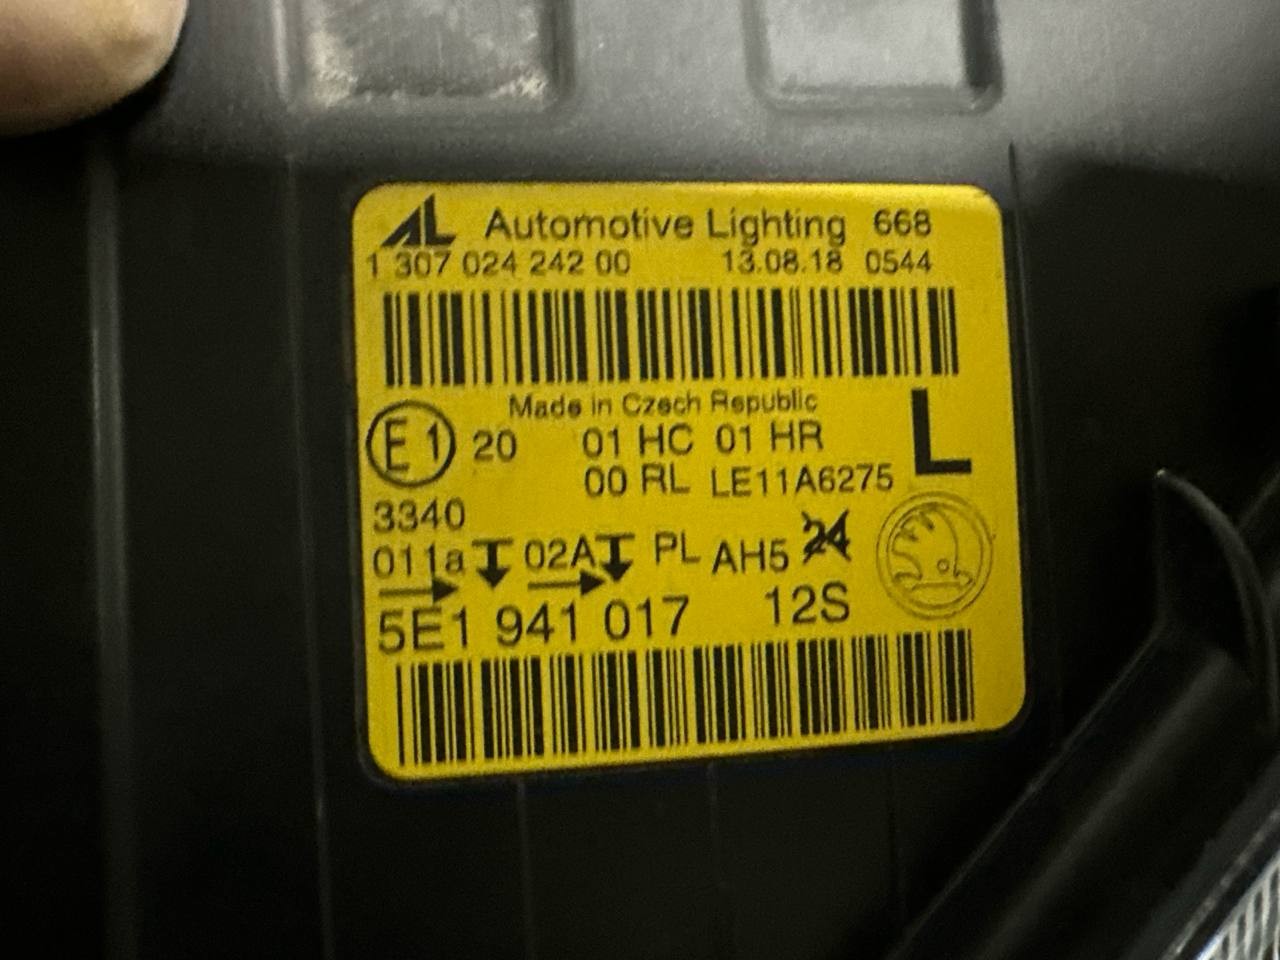 AL Automotive Lighting 668
1 307 024 242 00 13.08.18 0544
Made in Czech Republic
E1 20 01 HC 01 HR L
00 RL LE11A6275
3340
011a 02A PL AH5 24
5E1 941 017 12S